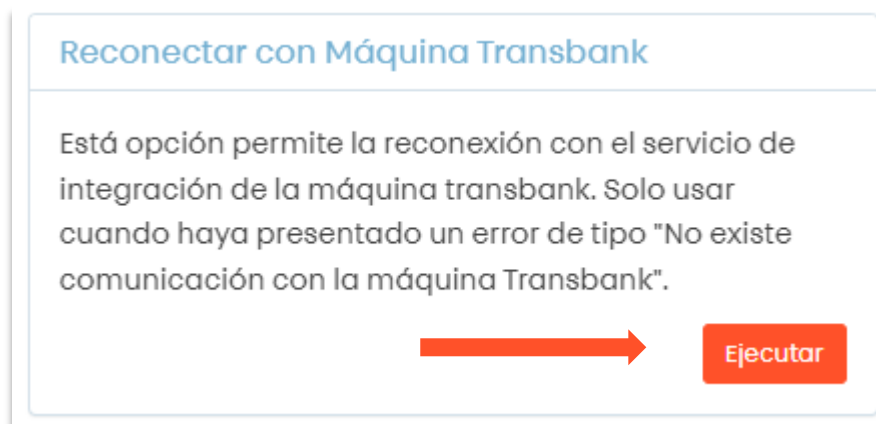 Reconectar con Máquina Transbank
Está opción permite la reconexión con el servicio de
integración de la máquina transbank. Solo usar
cuando haya presentado un error de tipo "No existe
comunicación con la máquina Transbank".
Ejecutar